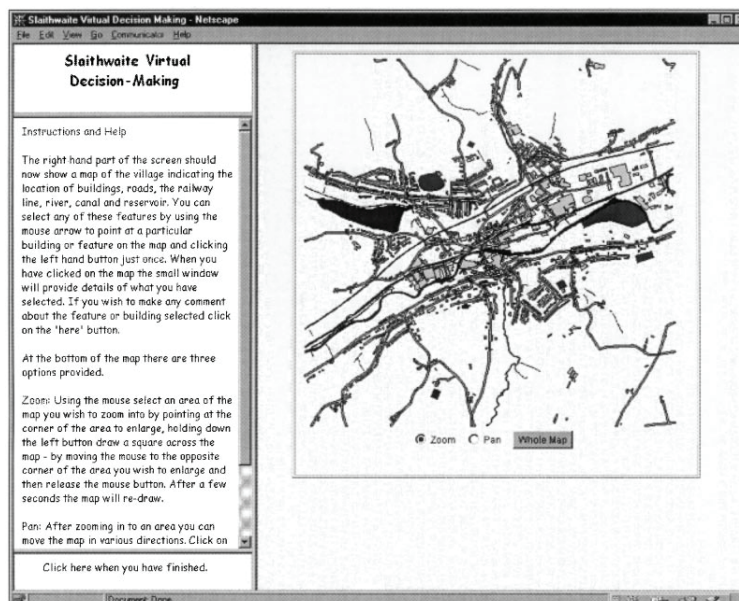 Slaithwaite Virtual Decision Making - Netscape
File Edit View Go Communicator Help
Slaithwaite Virtual
Decision-Making
Instructions and Help
The right hand part of the screen should
now show a map of the village indicating the
location of buildings, roads, the railway
line, river, canal and reservoir. You can
select any of these features by using the
mouse arrow to point at a particular
building or feature on the map and clicking
the left hand button just once. When you
have clicked on the map the small window
will provide details of what you have
selected. If you wish to make any comment
about the feature or building selected click
on the 'here' button.
At the bottom of the map there are three
options provided.
Zoom: Using the mouse select an area of the
map you wish to zoom into by pointing at the
corner of the area to enlarge, holding down
the left button draw a square across the
map - by moving the mouse to the opposite
corner of the area you wish to enlarge and
then release the mouse button. After a few
seconds the map will re-draw.
Pan: After zooming in to an area you can
move the map in various directions. Click on
Click here when you have finished.
Zoom Pan Whole Map
Document: Done